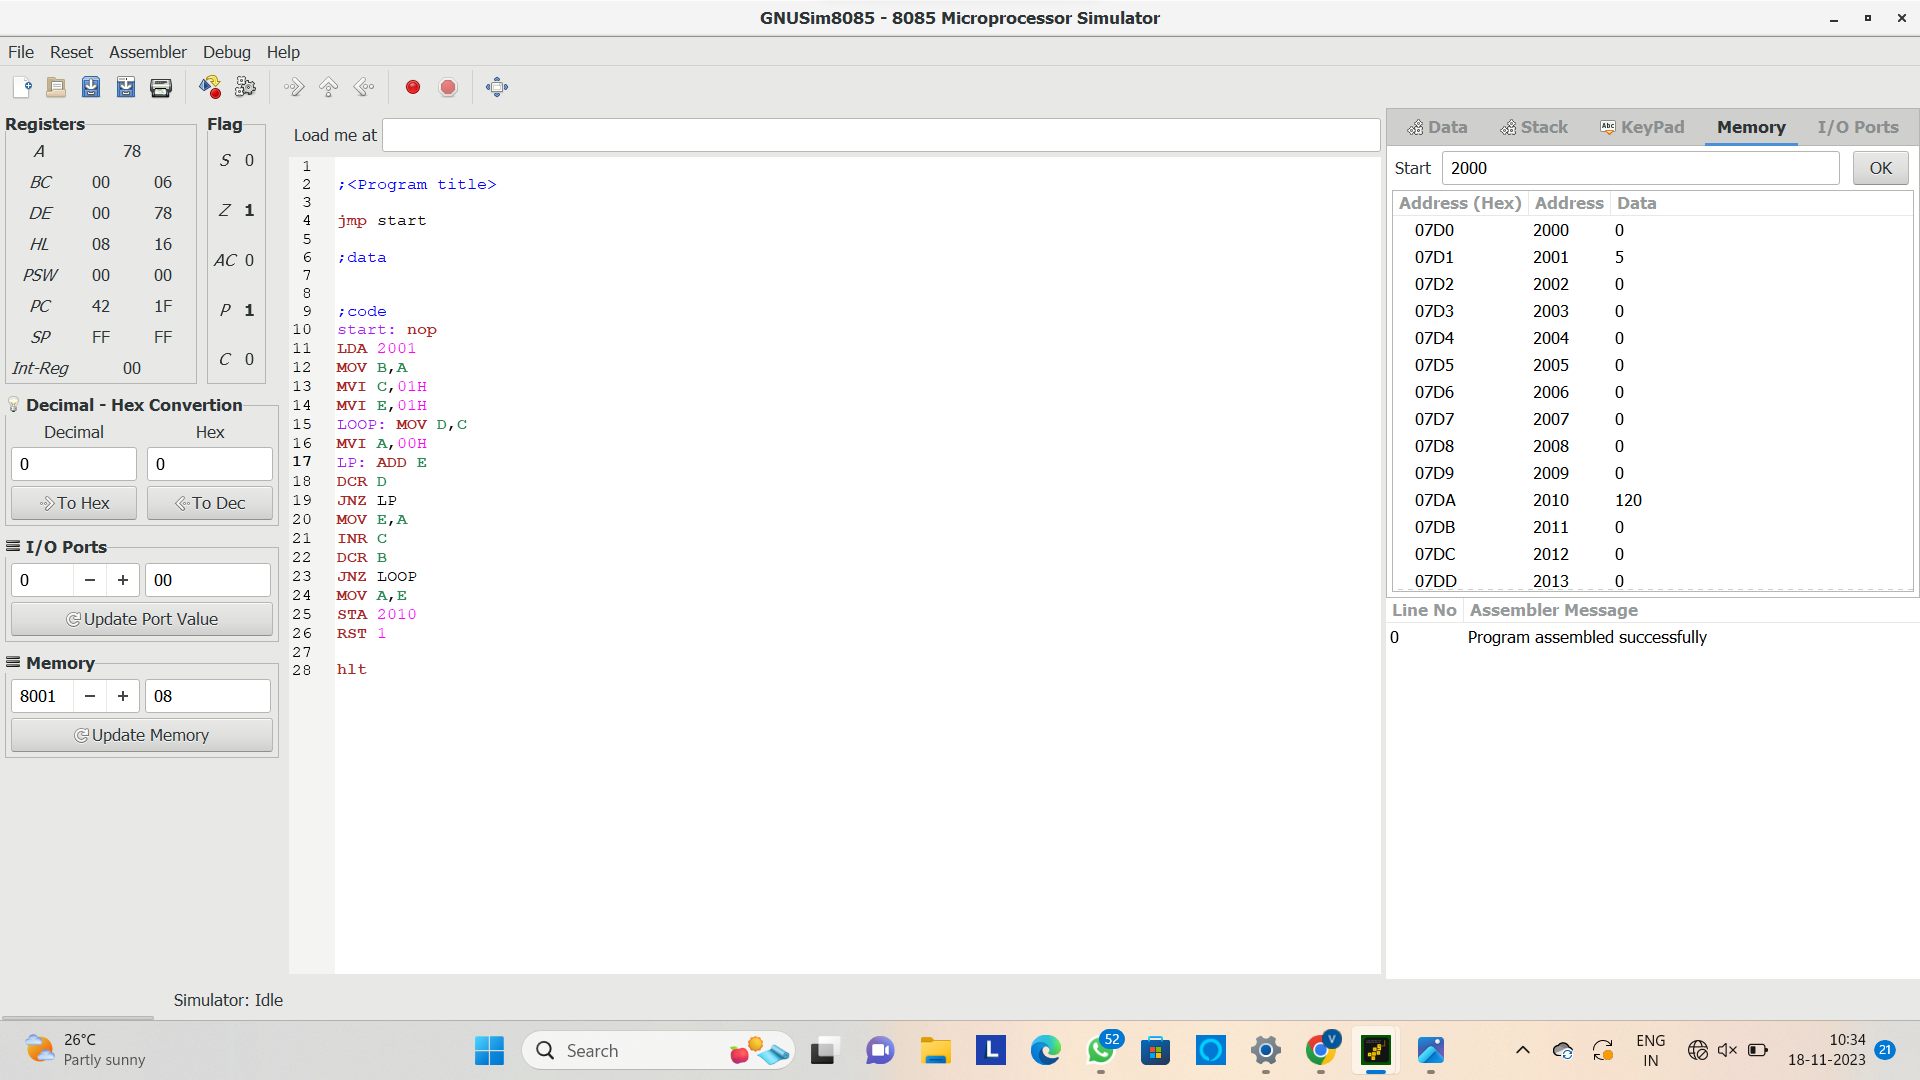 GNUSim8085 - 8085 Microprocessor Simulator
File Reset Assembler Debug Help
Registers
A 78
BC 00 06
DE 00 78
HL 08 16
PSW 00 00
PC 42 1F
SP FF FF
Int-Reg 00
Flag
S 0
Z 1
AC 0
P 1
C 0
Decimal - Hex Convertion
Decimal Hex
0 0
To Hex To Dec
I/O Ports
0 − + 00
Update Port Value
Memory
8001 − + 08
Update Memory
Load me at
1
2 ;<Program title>
3
4 jmp start
5
6 ;data
7
8
9 ;code
10 start: nop
11 LDA 2001
12 MOV B,A
13 MVI C,01H
14 MVI E,01H
15 LOOP: MOV D,C
16 MVI A,00H
17 LP: ADD E
18 DCR D
19 JNZ LP
20 MOV E,A
21 INR C
22 DCR B
23 JNZ LOOP
24 MOV A,E
25 STA 2010
26 RST 1
27
28 hlt
Data Stack Abc KeyPad Memory I/O Ports
Start 2000 OK
Address (Hex) Address Data
07D0 2000 0
07D1 2001 5
07D2 2002 0
07D3 2003 0
07D4 2004 0
07D5 2005 0
07D6 2006 0
07D7 2007 0
07D8 2008 0
07D9 2009 0
07DA 2010 120
07DB 2011 0
07DC 2012 0
07DD 2013 0
Line No Assembler Message
0 Program assembled successfully
Simulator: Idle
26°C
Partly sunny
Search
L
52
V
ENG
IN
10:34
18-11-2023
21